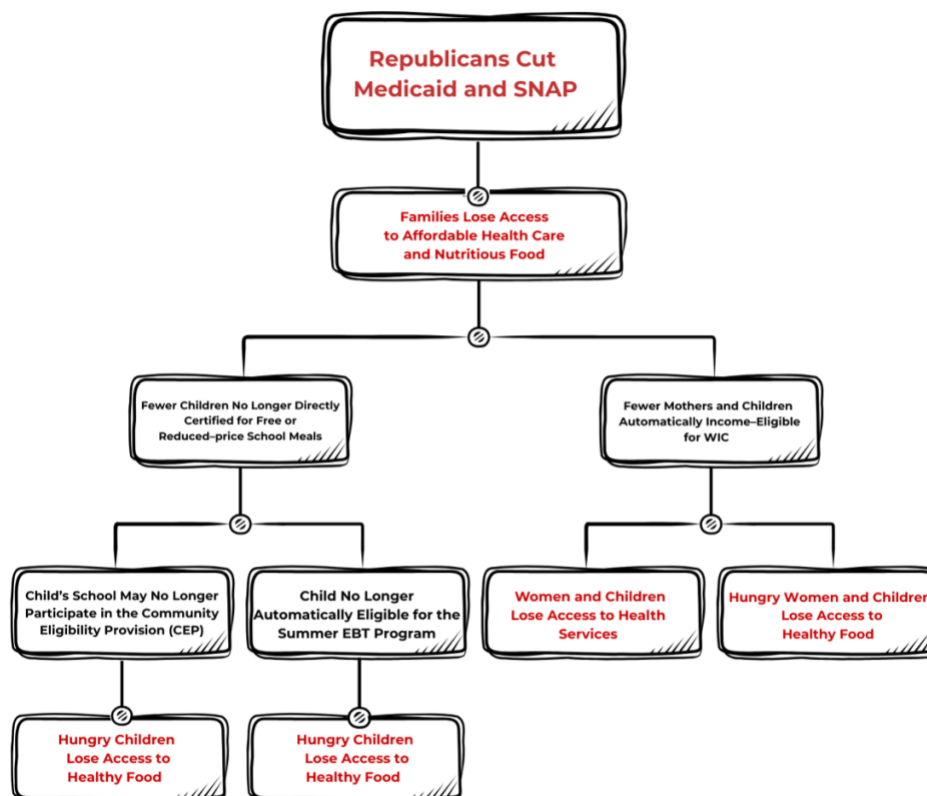 Republicans Cut
Medicaid and SNAP
Families Lose Access
to Affordable Health Care
and Nutritious Food
Fewer Children No Longer Directly
Certified for Free or
Reduced–price School Meals
Fewer Mothers and Children
Automatically Income–Eligible
for WIC
Child's School May No Longer
Participate in the Community
Eligibility Provision (CEP)
Child No Longer
Automatically Eligible for the
Summer EBT Program
Women and Children
Lose Access to Health
Services
Hungry Women and Children
Lose Access to
Healthy Food
Hungry Children
Lose Access to
Healthy Food
Hungry Children
Lose Access to
Healthy Food